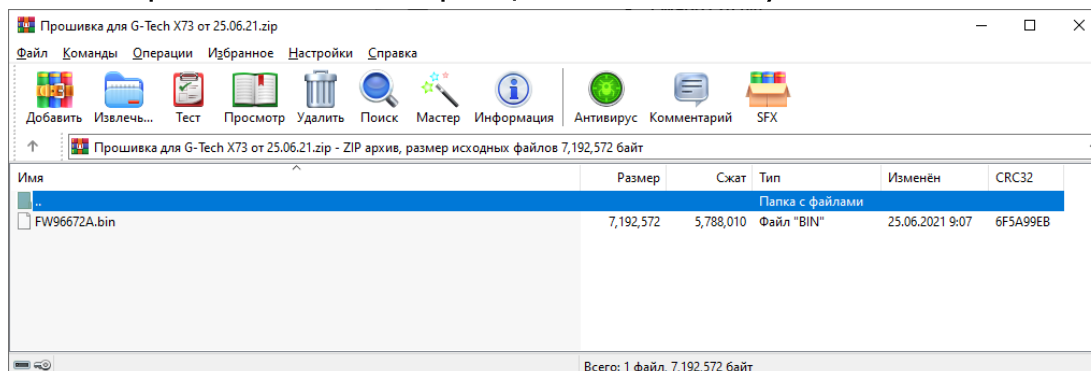 Прошивка для G-Tech X73 от 25.06.21.zip
Файл Команды Операции Избранное Настройки Справка
Добавить Извлечь... Тест Просмотр Удалить Поиск Мастер Информация Антивирус Комментарий SFX
Прошивка для G-Tech X73 от 25.06.21.zip - ZIP архив, размер исходных файлов 7,192,572 байт
Имя Размер Сжат Тип Изменён CRC32
.. Папка с файлами
FW96672A.bin 7,192,572 5,788,010 Файл "BIN" 25.06.2021 9:07 6F5A99EB
Всего: 1 файл, 7,192,572 байт